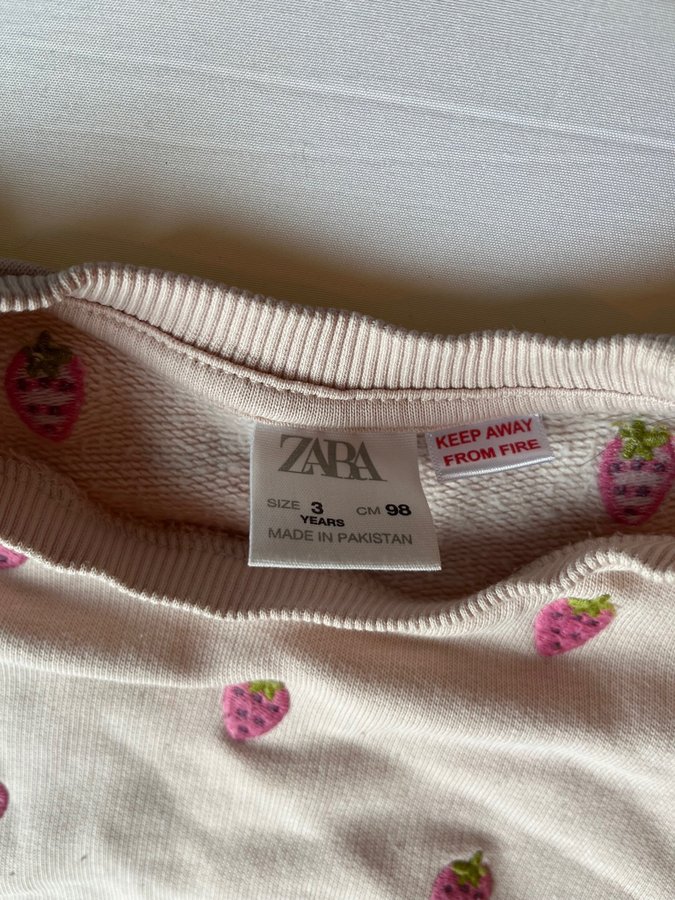 ZARA
SIZE 3 YEARS CM 98
MADE IN PAKISTAN
KEEP AWAY
FROM FIRE